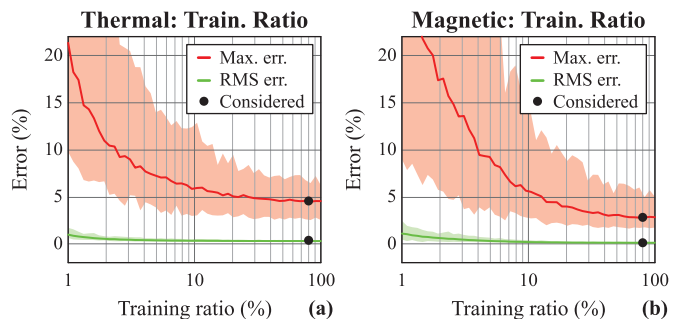 Thermal: Train. Ratio
20
15
10
5
0
Error (%)
Max. err.
RMS err.
Considered
1
10
100
Training ratio (%)
(a)
Magnetic: Train. Ratio
20
15
10
5
0
Error (%)
Max. err.
RMS err.
Considered
1
10
100
Training ratio (%)
(b)